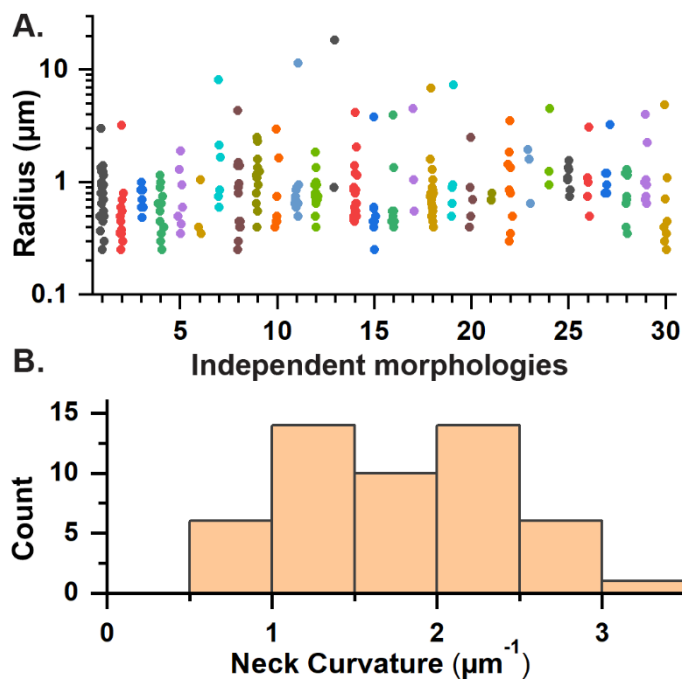 A.
Radius (µm)
10
1
0.1
5 10 15 20 25 30
Independent morphologies
B.
Count
15
10
5
0
0 1 2 3
Neck Curvature (µm⁻¹)